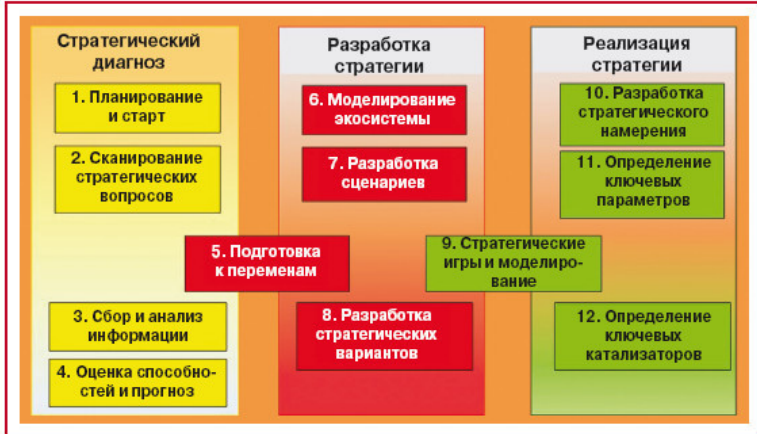 Стратегический
диагноз
1. Планирование
и старт
2. Сканирование
стратегических
вопросов
3. Сбор и анализ
информации
4. Оценка способно-
стей и прогноз
5. Подготовка
к переменам
Разработка
стратегии
6. Моделирование
экосистемы
7. Разработка
сценариев
8. Разработка
стратегических
вариантов
9. Стратегические
игры и моделиро-
вание
Реализация
стратегии
10. Разработка
стратегического
намерения
11. Определение
ключевых
параметров
12. Определение
ключевых
катализаторов